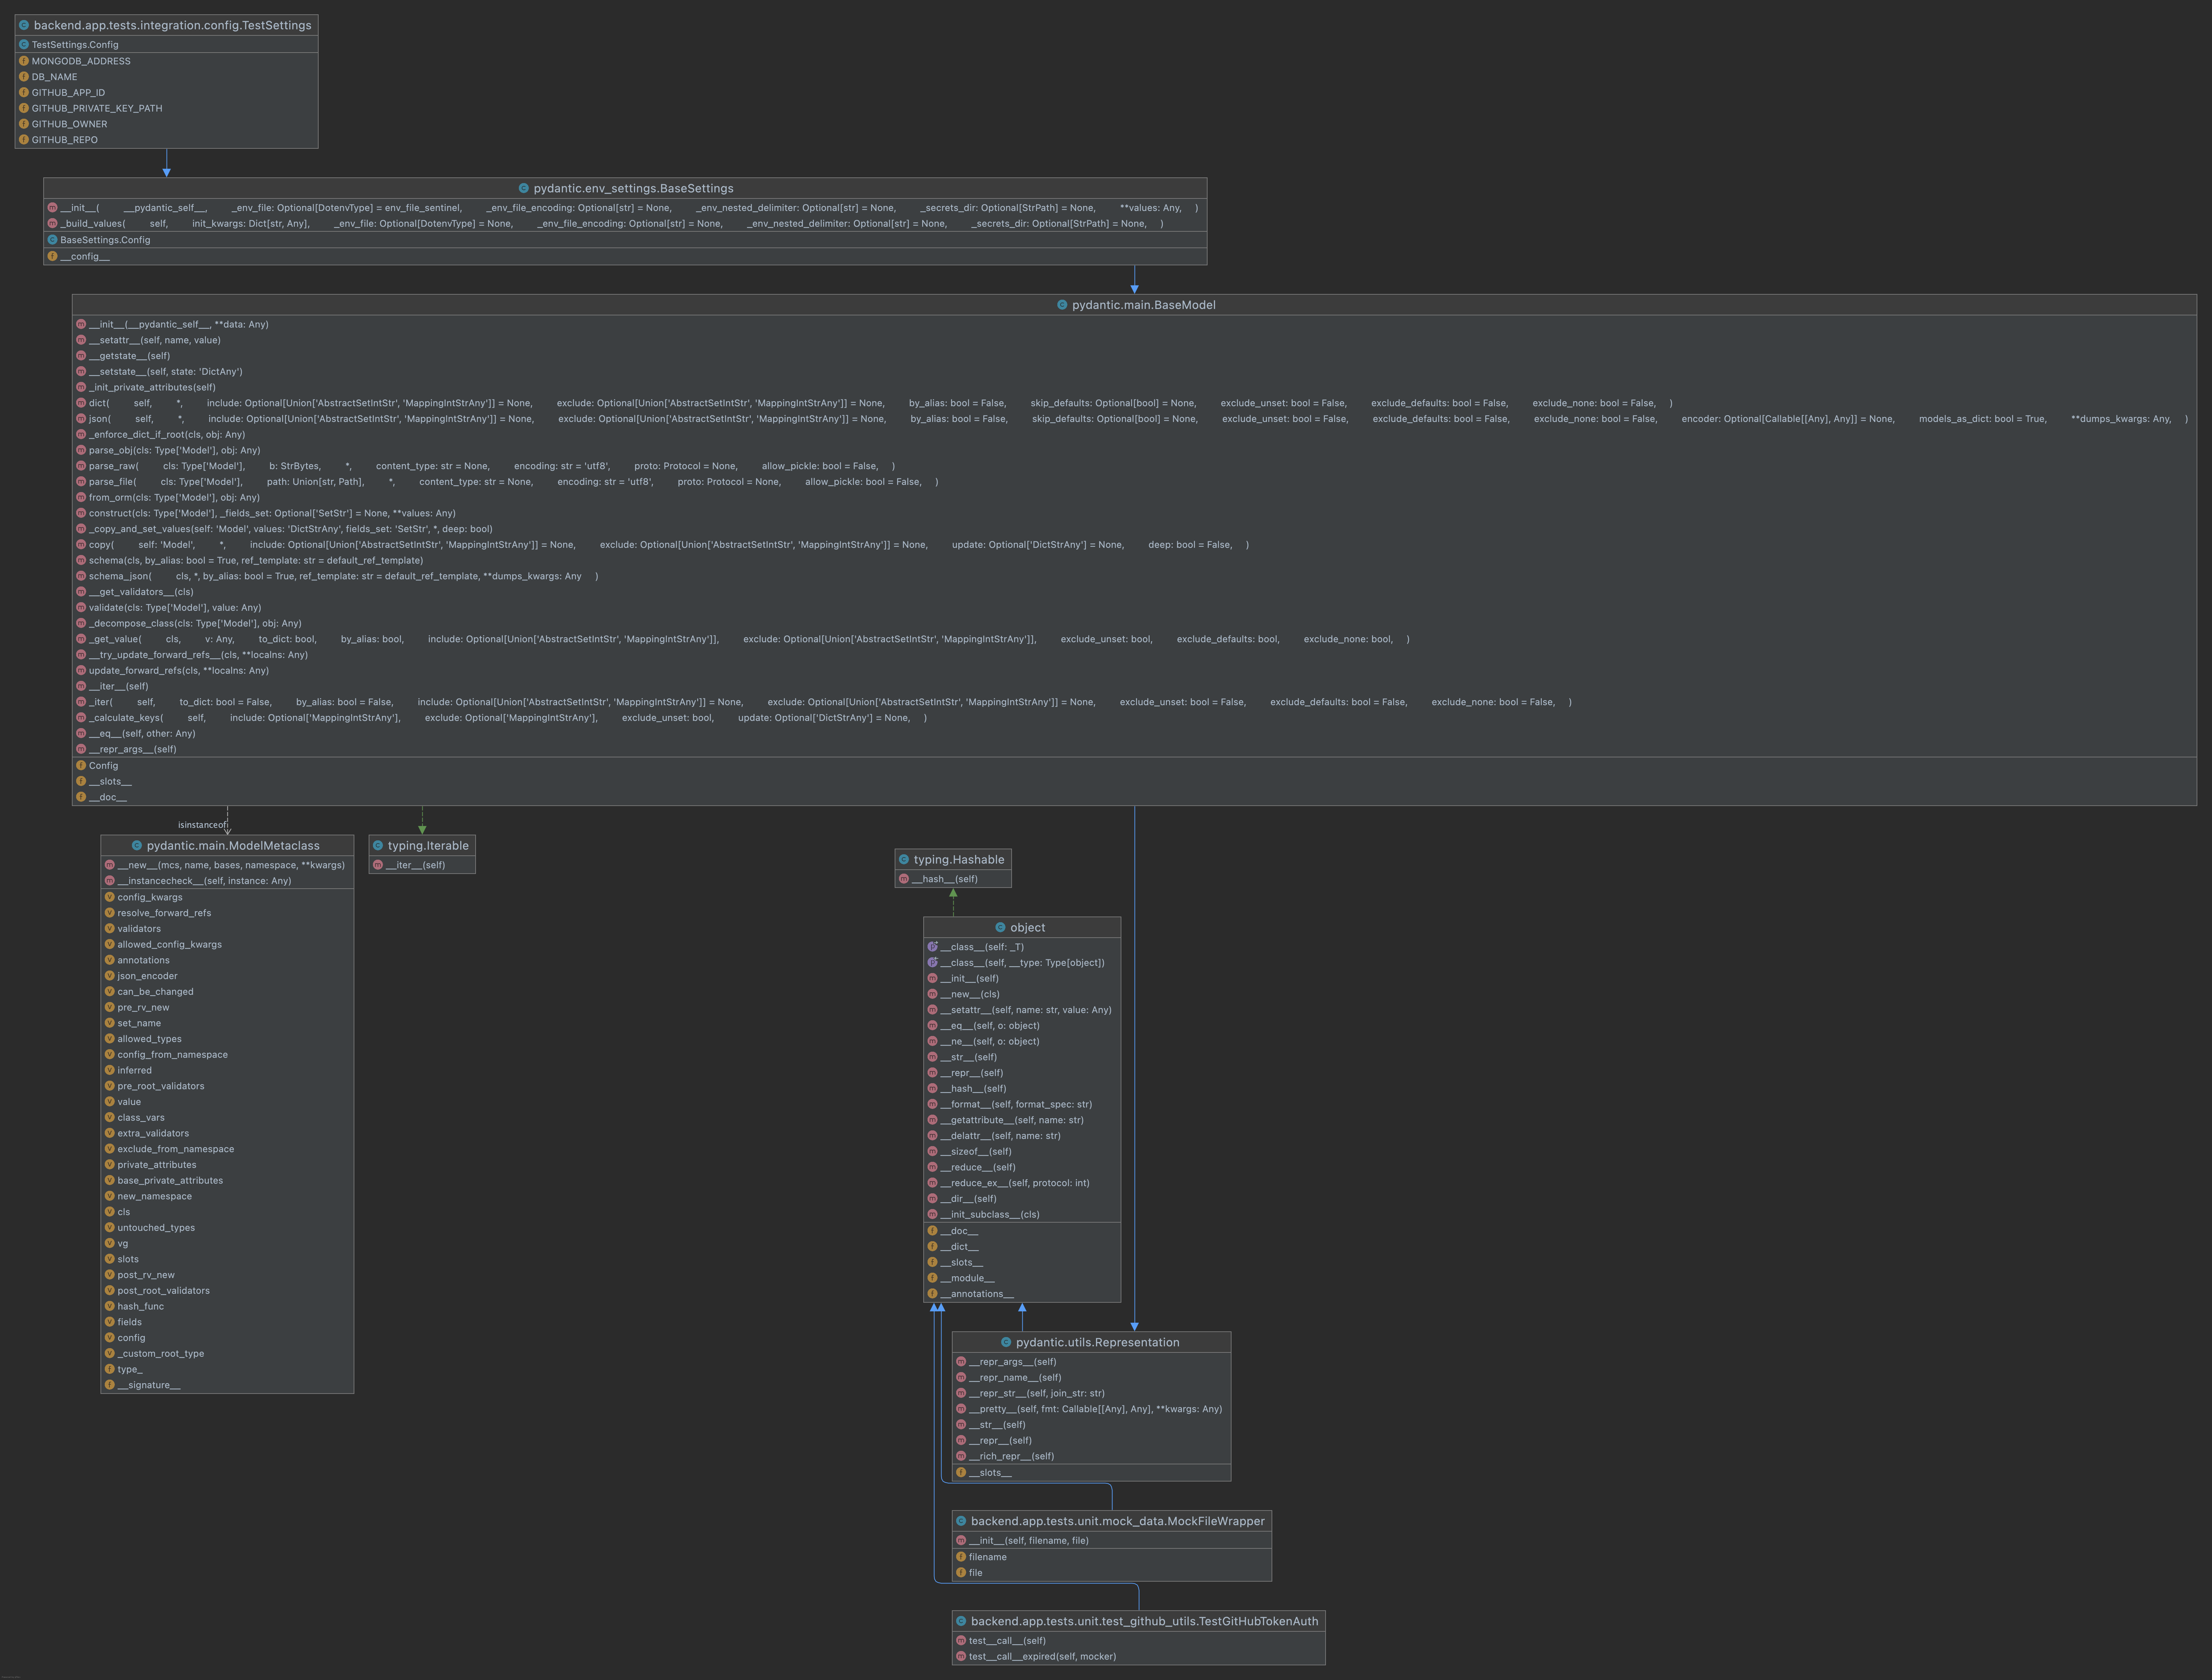 backend.app.tests.integration.config.TestSettings
TestSettings.Config
MONGODB_ADDRESS
DB_NAME
GITHUB_APP_ID
GITHUB_PRIVATE_KEY_PATH
GITHUB_OWNER
GITHUB_REPO
pydantic.env_settings.BaseSettings
__init__( __pydantic_self__, _env_file: Optional[DotenvType] = env_file_sentinel, _env_file_encoding: Optional[str] = None, _env_nested_delimiter: Optional[str] = None, _secrets_dir: Optional[StrPath] = None, **values: Any, )
_build_values( self, init_kwargs: Dict[str, Any], _env_file: Optional[DotenvType] = None, _env_file_encoding: Optional[str] = None, _env_nested_delimiter: Optional[str] = None, _secrets_dir: Optional[StrPath] = None, )
BaseSettings.Config
__config__
pydantic.main.BaseModel
__init__(__pydantic_self__, **data: Any)
__setattr__(self, name, value)
__getstate__(self)
__setstate__(self, state: 'DictAny')
_init_private_attributes(self)
dict( self, *, include: Optional[Union['AbstractSetIntStr', 'MappingIntStrAny']] = None, exclude: Optional[Union['AbstractSetIntStr', 'MappingIntStrAny']] = None, by_alias: bool = False, skip_defaults: Optional[bool] = None, exclude_unset: bool = False, exclude_defaults: bool = False, exclude_none: bool = False, )
json( self, *, include: Optional[Union['AbstractSetIntStr', 'MappingIntStrAny']] = None, exclude: Optional[Union['AbstractSetIntStr', 'MappingIntStrAny']] = None, by_alias: bool = False, skip_defaults: Optional[bool] = None, exclude_unset: bool = False, exclude_defaults: bool = False, exclude_none: bool = False, encoder: Optional[Callable[[Any], Any]] = None, models_as_dict: bool = True, **dumps_kwargs: Any, )
_enforce_dict_if_root(cls, obj: Any)
parse_obj(cls: Type['Model'], obj: Any)
parse_raw( cls: Type['Model'], b: StrBytes, *, content_type: str = None, encoding: str = 'utf8', proto: Protocol = None, allow_pickle: bool = False, )
parse_file( cls: Type['Model'], path: Union[str, Path], *, content_type: str = None, encoding: str = 'utf8', proto: Protocol = None, allow_pickle: bool = False, )
from_orm(cls: Type['Model'], obj: Any)
construct(cls: Type['Model'], _fields_set: Optional['SetStr'] = None, **values: Any)
_copy_and_set_values(self: 'Model', values: 'DictStrAny', fields_set: 'SetStr', *, deep: bool)
copy( self: 'Model', *, include: Optional[Union['AbstractSetIntStr', 'MappingIntStrAny']] = None, exclude: Optional[Union['AbstractSetIntStr', 'MappingIntStrAny']] = None, update: Optional['DictStrAny'] = None, deep: bool = False, )
schema(cls, by_alias: bool = True, ref_template: str = default_ref_template)
schema_json( cls, *, by_alias: bool = True, ref_template: str = default_ref_template, **dumps_kwargs: Any )
__get_validators__(cls)
validate(cls: Type['Model'], value: Any)
_decompose_class(cls: Type['Model'], obj: Any)
_get_value( cls, v: Any, to_dict: bool, by_alias: bool, include: Optional[Union['AbstractSetIntStr', 'MappingIntStrAny']], exclude: Optional[Union['AbstractSetIntStr', 'MappingIntStrAny']], exclude_unset: bool, exclude_defaults: bool, exclude_none: bool, )
__try_update_forward_refs__(cls, **localns: Any)
update_forward_refs(cls, **localns: Any)
__iter__(self)
_iter( self, to_dict: bool = False, by_alias: bool = False, include: Optional[Union['AbstractSetIntStr', 'MappingIntStrAny']] = None, exclude: Optional[Union['AbstractSetIntStr', 'MappingIntStrAny']] = None, exclude_unset: bool = False, exclude_defaults: bool = False, exclude_none: bool = False, )
_calculate_keys( self, include: Optional['MappingIntStrAny'], exclude: Optional['MappingIntStrAny'], exclude_unset: bool, update: Optional['DictStrAny'] = None, )
__eq__(self, other: Any)
__repr_args__(self)
Config
__slots__
__doc__
isinstanceof
pydantic.main.ModelMetaclass
__new__(mcs, name, bases, namespace, **kwargs)
__instancecheck__(self, instance: Any)
config_kwargs
resolve_forward_refs
validators
allowed_config_kwargs
annotations
json_encoder
can_be_changed
pre_rv_new
set_name
allowed_types
config_from_namespace
inferred
pre_root_validators
value
class_vars
extra_validators
exclude_from_namespace
private_attributes
base_private_attributes
new_namespace
cls
untouched_types
vg
slots
post_rv_new
post_root_validators
hash_func
fields
config
_custom_root_type
type_
__signature__
typing.Iterable
__iter__(self)
typing.Hashable
__hash__(self)
object
__class__(self: _T)
__class__(self, __type: Type[object])
__init__(self)
__new__(cls)
__setattr__(self, name: str, value: Any)
__eq__(self, o: object)
__ne__(self, o: object)
__str__(self)
__repr__(self)
__hash__(self)
__format__(self, format_spec: str)
__getattribute__(self, name: str)
__delattr__(self, name: str)
__sizeof__(self)
__reduce__(self)
__reduce_ex__(self, protocol: int)
__dir__(self)
__init_subclass__(cls)
__doc__
__dict__
__slots__
__module__
__annotations__
pydantic.utils.Representation
__repr_args__(self)
__repr_name__(self)
__repr_str__(self, join_str: str)
__pretty__(self, fmt: Callable[[Any], Any], **kwargs: Any)
__str__(self)
__repr__(self)
__rich_repr__(self)
__slots__
backend.app.tests.unit.mock_data.MockFileWrapper
__init__(self, filename, file)
filename
file
backend.app.tests.unit.test_github_utils.TestGitHubTokenAuth
test__call__(self)
test__call__expired(self, mocker)